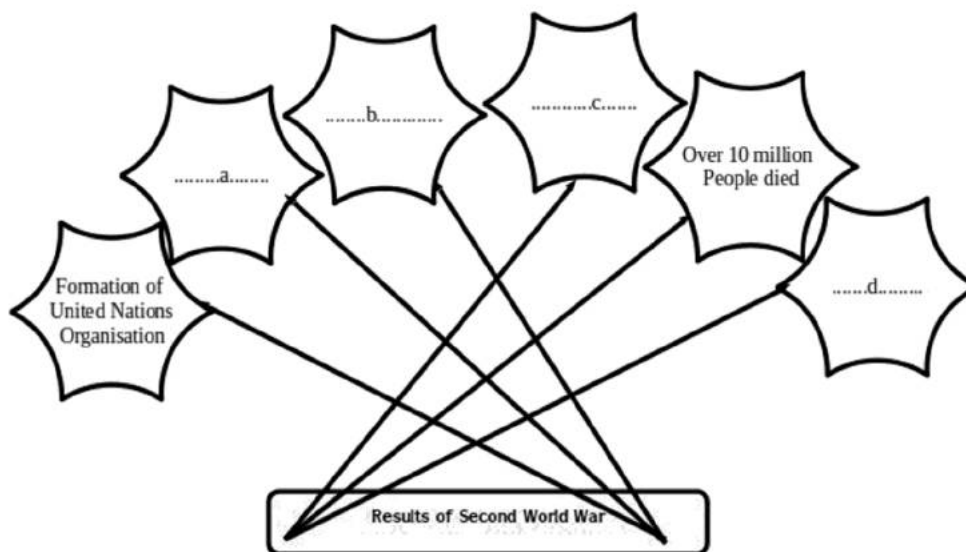 .........a........
........b.............
............c.......
Over 10 million
People died
Formation of
United Nations
Organisation
.......d.........
Results of Second World War